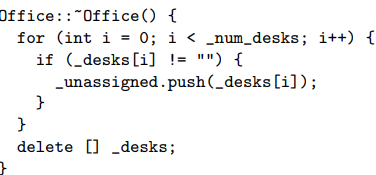 Office::~Office() {
  for (int i = 0; i < _num_desks; i++) {
    if (_desks[i] != "") {
      _unassigned.push(_desks[i]);
    }
  }
  delete [] _desks;
}